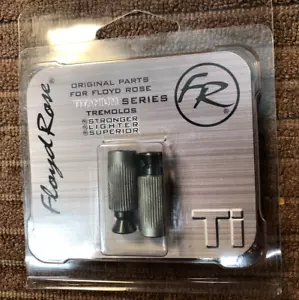 ORIGINAL PARTS
FOR FLOYD ROSE
TITANIUM SERIES
TREMOLOS
STRONGER
LIGHTER
SUPERIOR
FR
Floyd Rose
Ti